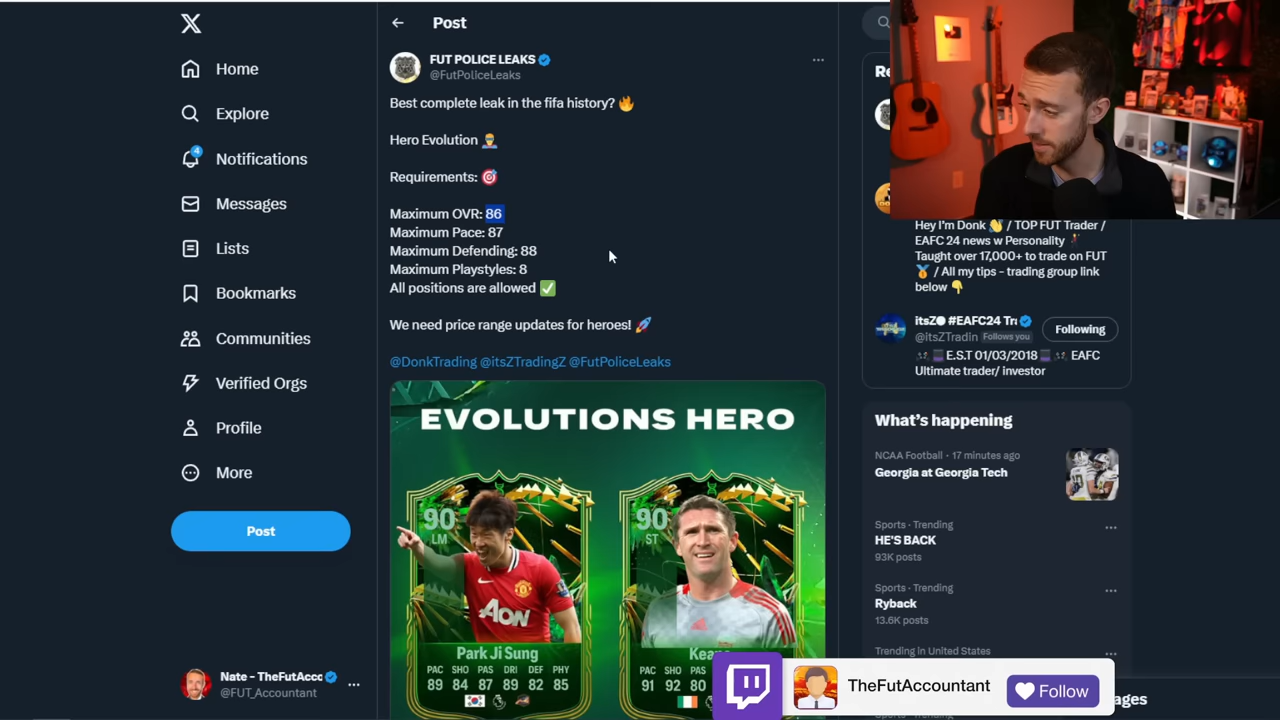 Home
Explore
4
Notifications
Messages
Lists
Bookmarks
Communities
Verified Orgs
Profile
More
Post
Nate - TheFutAcc
@FUT_Accountant
Post
FUT POLICE LEAKS
@FutPoliceLeaks
Best complete leak in the fifa history? 🔥
Hero Evolution
Requirements: 🎯
Maximum OVR: 86
Maximum Pace: 87
Maximum Defending: 88
Maximum Playstyles: 8
All positions are allowed ✅
We need price range updates for heroes! 🚀
@DonkTrading @itsZTradingZ @FutPoliceLeaks
EVOLUTIONS HERO
90
LM
Park Ji Sung
PAC SHO PAS DRI DEF PHY
89 84 87 89 82 85
AON
90
ST
PAC SHO PAS
91 92 80
Hey I'm Donk 👋 / TOP FUT Trader /
EAFC 24 news w Personality
Taught over 17,000+ to trade on FUT
🥇 / All my tips - trading group link
below 👇
itsZ #EAFC24
@itsZTradin Follows you
Following
E.S.T 01/03/2018 EAFC
Ultimate trader/ investor
What's happening
NCAA Football · 17 minutes ago
Georgia at Georgia Tech
Sports · Trending
HE'S BACK
93K posts
Sports · Trending
Ryback
13.6K posts
Trending in United States
TheFutAccountant
Follow